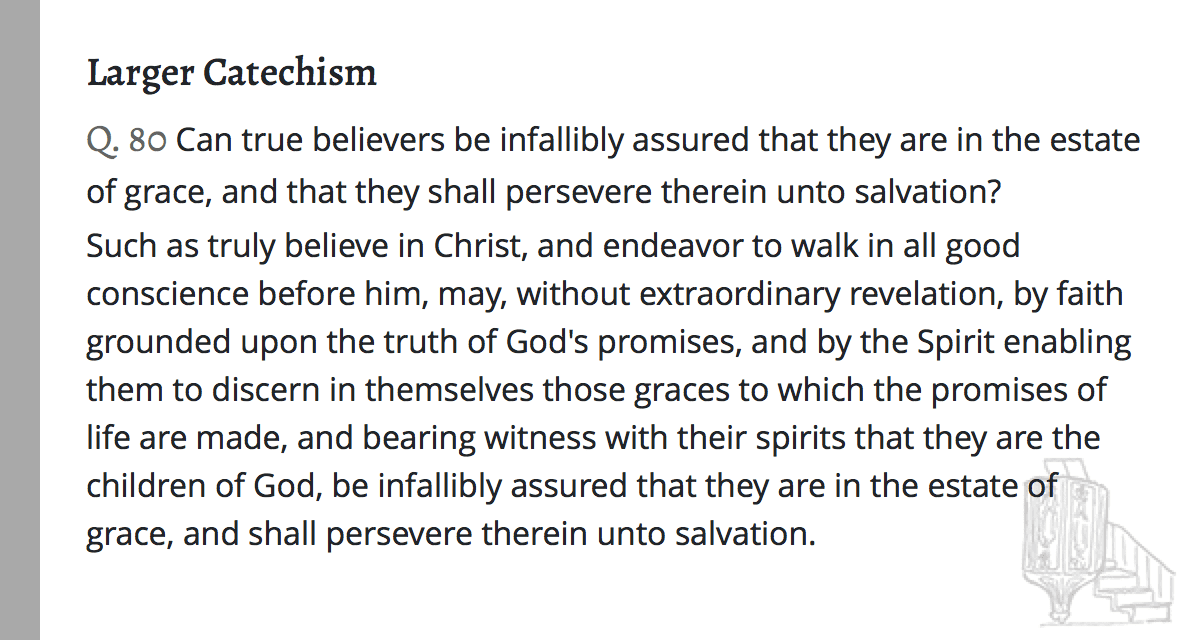 Larger Catechism
Q. 80 Can true believers be infallibly assured that they are in the estate
of grace, and that they shall persevere therein unto salvation?
Such as truly believe in Christ, and endeavor to walk in all good
conscience before him, may, without extraordinary revelation, by faith
grounded upon the truth of God's promises, and by the Spirit enabling
them to discern in themselves those graces to which the promises of
life are made, and bearing witness with their spirits that they are the
children of God, be infallibly assured that they are in the estate of
grace, and shall persevere therein unto salvation.